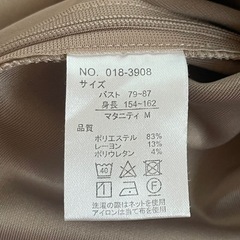 NO. 018-3908
サイズ
バスト 79~87
身長 154~162
マタニティ M
品質
ポリエステル 83%
レーヨン 13%
ポリウレタン 4%
40
洗濯の際はネットを使用
アイロンは当て布使用